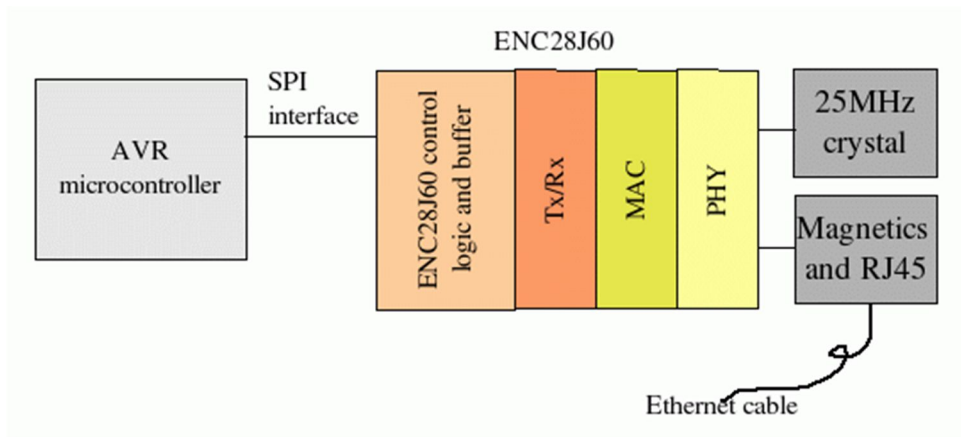 ENC28J60
SPI
interface
AVR
microcontroller
ENC28J60 control
logic and buffer
Tx/Rx
MAC
PHY
25MHz
crystal
Magnetics
and RJ45
Ethernet cable